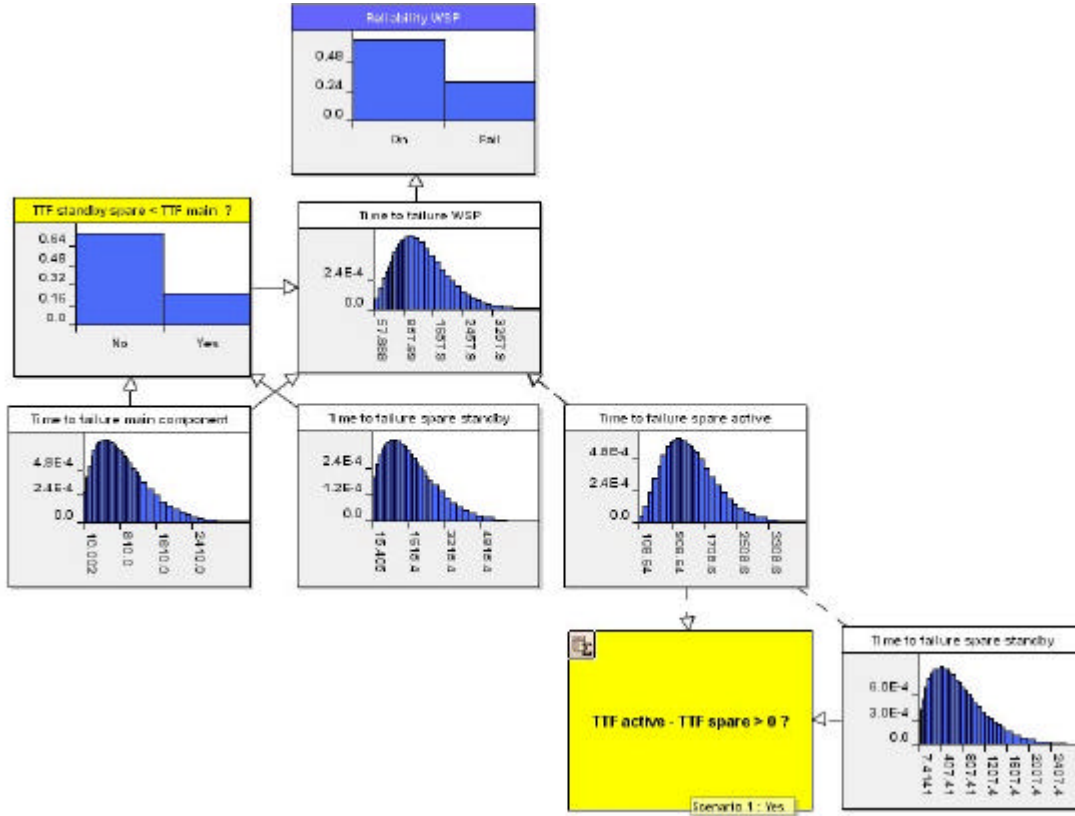 Reliability WSP
0.48
0.24
0.0
On
Fail
TTF standby spare < TTF main ?
0.64
0.48
0.32
0.16
0.0
No
Yes
Time to failure WSP
2.4E-4
0.0
57.888
857.89
1657.9
2457.9
3257.9
Time to failure main component
4.8E-4
2.4E-4
0.0
10.002
810.0
1610.0
2410.0
Time to failure spare standby
2.4E-4
1.2E-4
0.0
15.405
1615.4
3215.4
4815.4
Time to failure spare active
4.8E-4
2.4E-4
0.0
108.64
908.64
1708.6
2508.6
3308.6
TTF active - TTF spare > 0 ?
Scenario 1 : Yes
Time to failure spare standby
6.0E-4
3.0E-4
0.0
7.4141
407.41
807.41
1207.4
1607.4
2007.4
2407.4